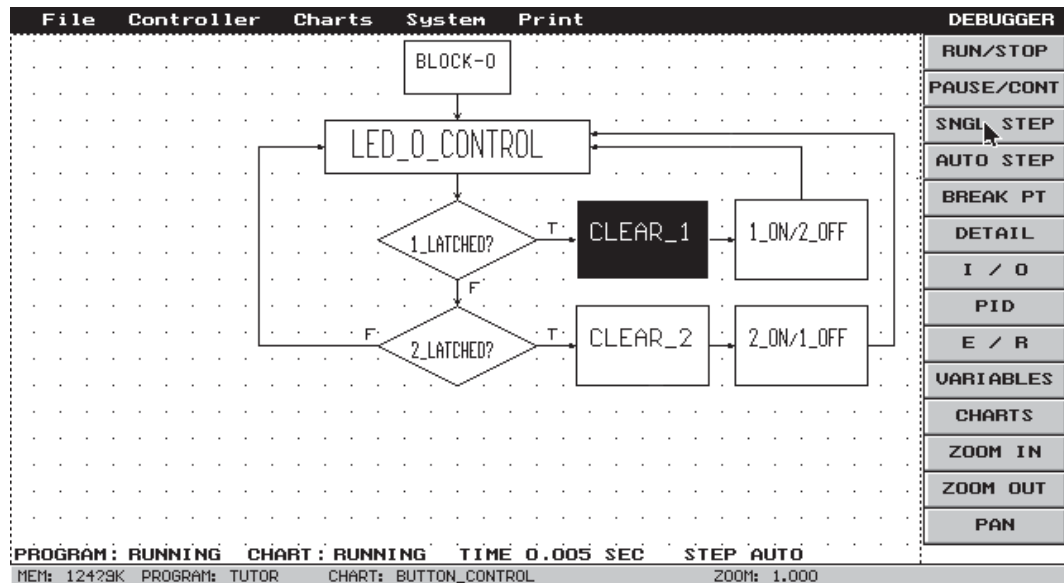 File Controller Charts System Print DEBUGGER
RUN/STOP
PAUSE/CONT
SNGL STEP
AUTO STEP
BREAK PT
DETAIL
I / O
PID
E / R
VARIABLES
CHARTS
ZOOM IN
ZOOM OUT
PAN
BLOCK-0
LED_0_CONTROL
1_LATCHED?
T
CLEAR_1
1_ON/2_OFF
F
2_LATCHED?
F
T
CLEAR_2
2_ON/1_OFF
PROGRAM: RUNNING CHART: RUNNING TIME 0.005 SEC STEP AUTO
MEM: 12429K PROGRAM: TUTOR CHART: BUTTON_CONTROL ZOOM: 1.000